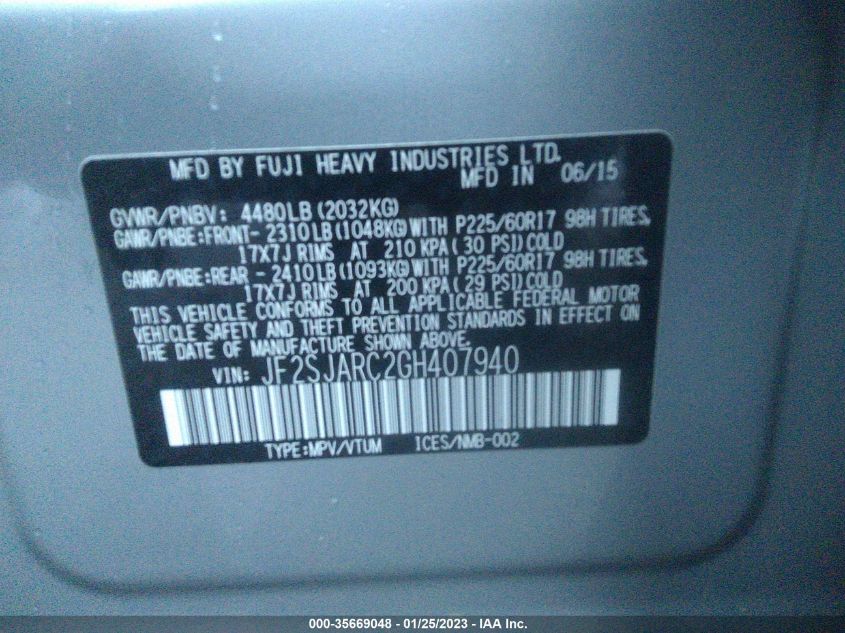 MFD BY FUJI HEAVY INDUSTRIES LTD.
MFD IN 06/15
GVWR/PNBV: 4480LB (2032KG)
GAWR/PNBE:FRONT- 2310LB (1048KG) WITH P225/60R17 98H TIRES,
17X7J RIMS AT 210 KPA ( 30 PSI) COLD
GAWR/PNBE:REAR - 2410LB (1093KG) WITH P225/60R17 98H TIRES,
17X7J RIMS AT 200 KPA ( 29 PSI) COLD
THIS VEHICLE CONFORMS TO ALL APPLICABLE FEDERAL MOTOR
VEHICLE SAFETY AND THEFT PREVENTION STANDARDS IN EFFECT ON
THE DATE OF MANUFACTURE SHOWN ABOVE.
VIN: JF2SJARC2GH407940
TYPE:MPV/VTUM ICES/NMB-002
000-35669048 - 01/25/2023 - IAA Inc.